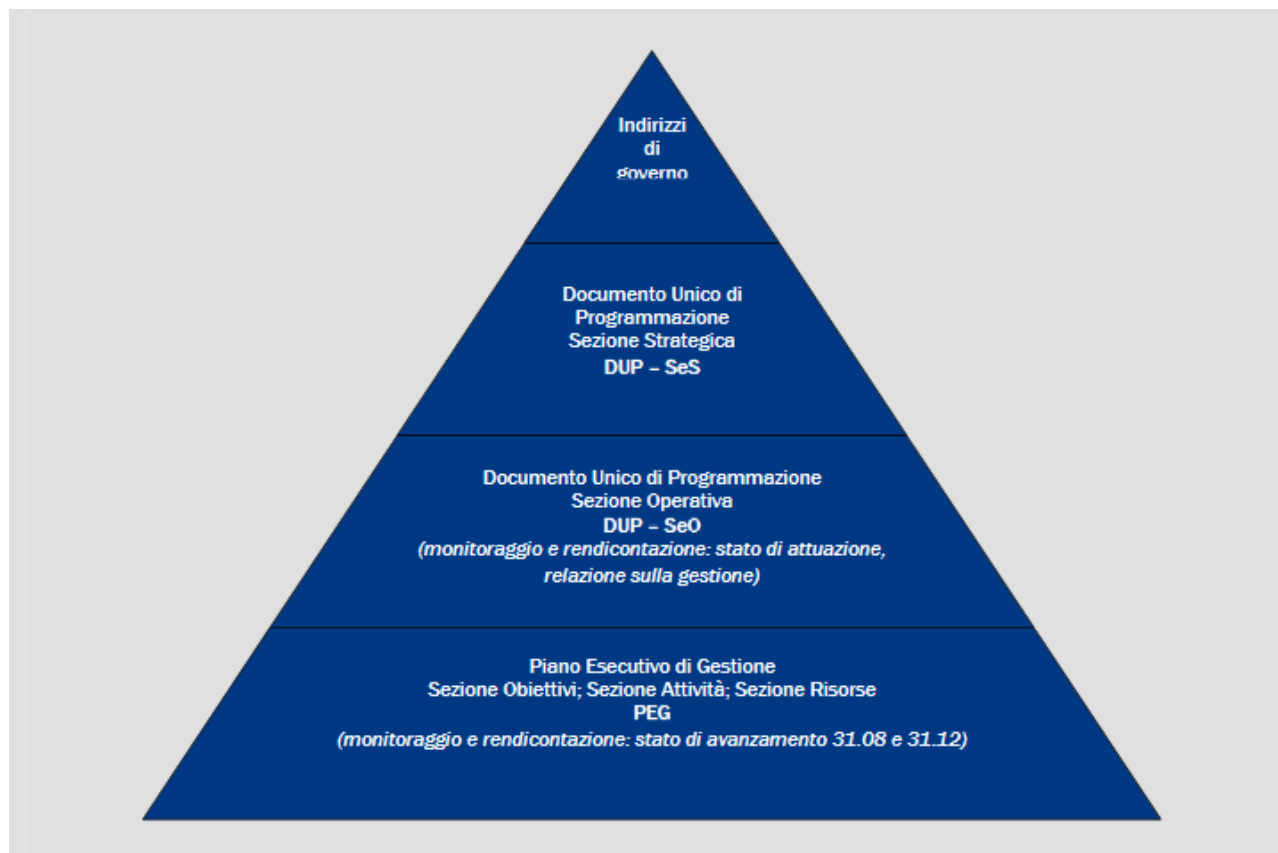 Indirizzi
di
governo
Documento Unico di
Programmazione
Sezione Strategica
DUP – SeS
Documento Unico di Programmazione
Sezione Operativa
DUP – SeO
(monitoraggio e rendicontazione: stato di attuazione,
relazione sulla gestione)
Piano Esecutivo di Gestione
Sezione Obiettivi; Sezione Attività; Sezione Risorse
PEG
(monitoraggio e rendicontazione: stato di avanzamento 31.08 e 31.12)